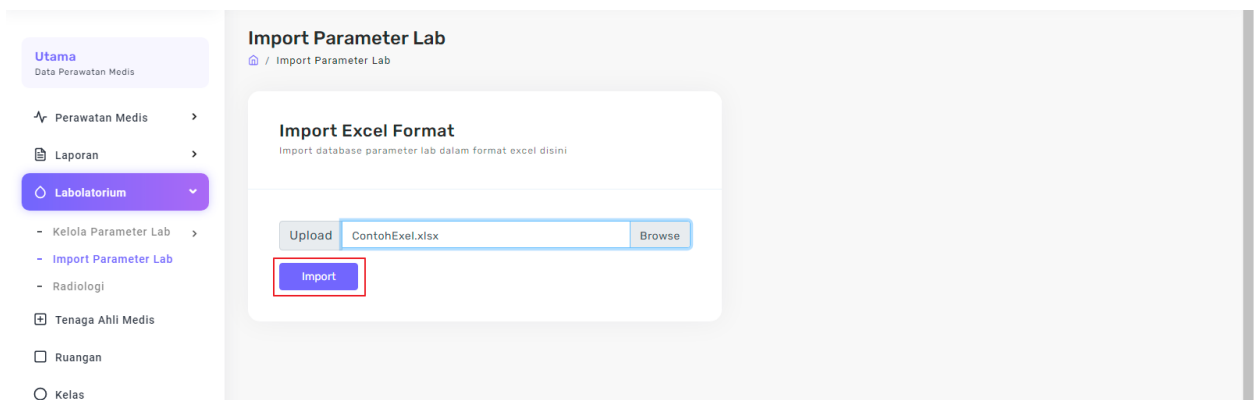 Utama
Data Perawatan Medis
Perawatan Medis
Laporan
Labolatorium
- Kelola Parameter Lab
- Import Parameter Lab
- Radiologi
Tenaga Ahli Medis
Ruangan
Kelas
Import Parameter Lab
/ Import Parameter Lab
Import Excel Format
Import database parameter lab dalam format excel disini
Upload ContohExel.xlsx Browse
Import